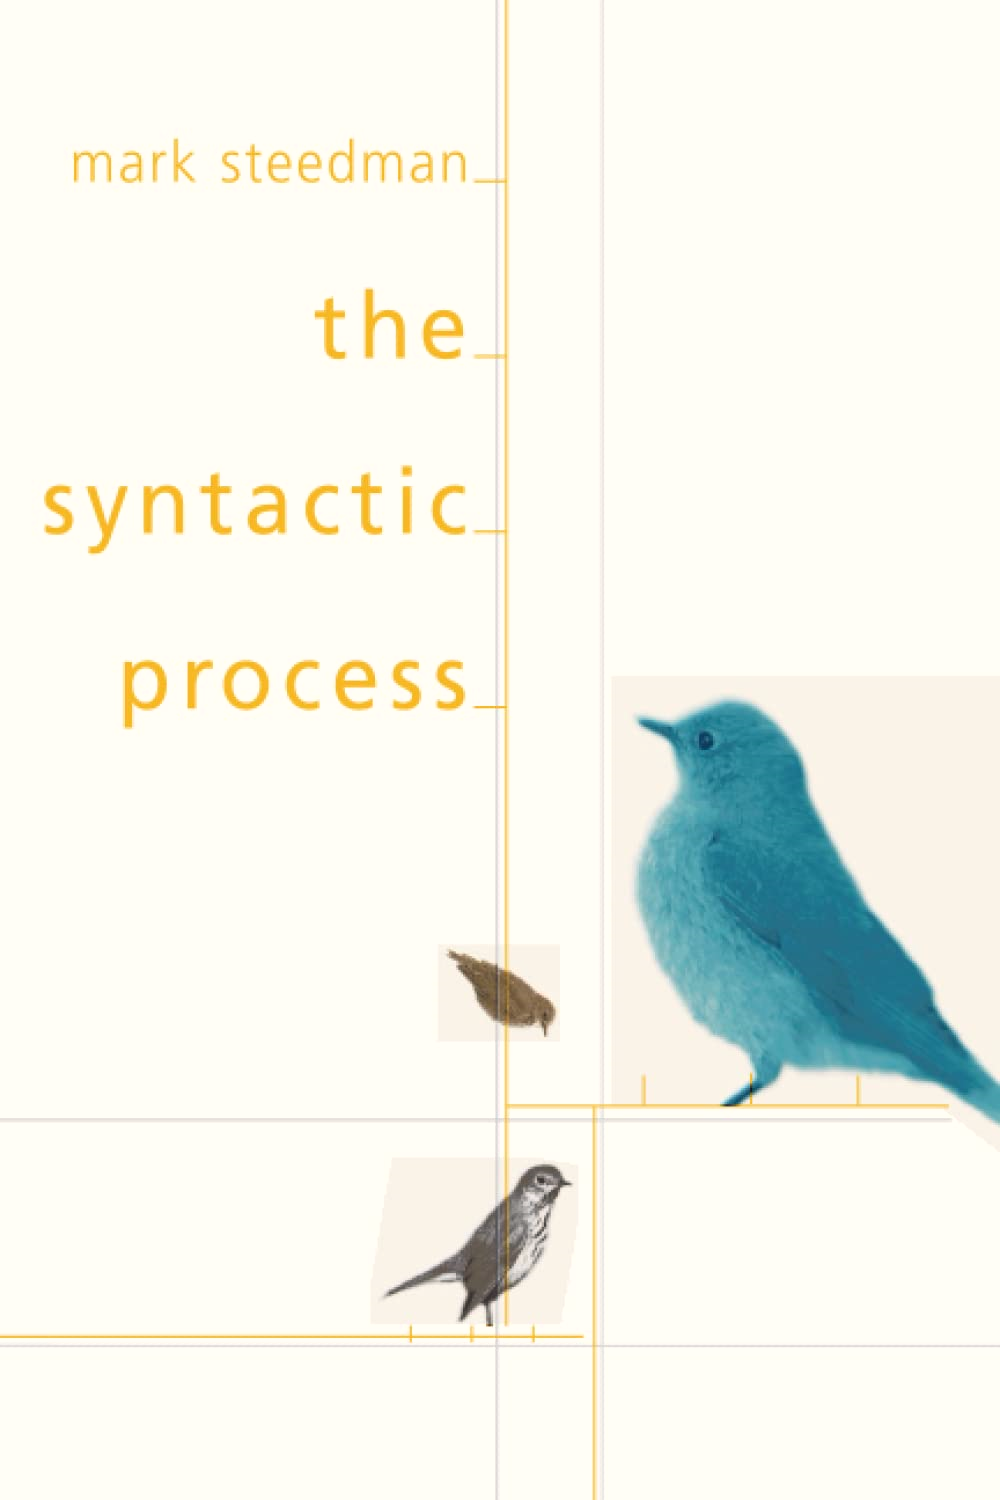 mark steedman
the
syntactic
process